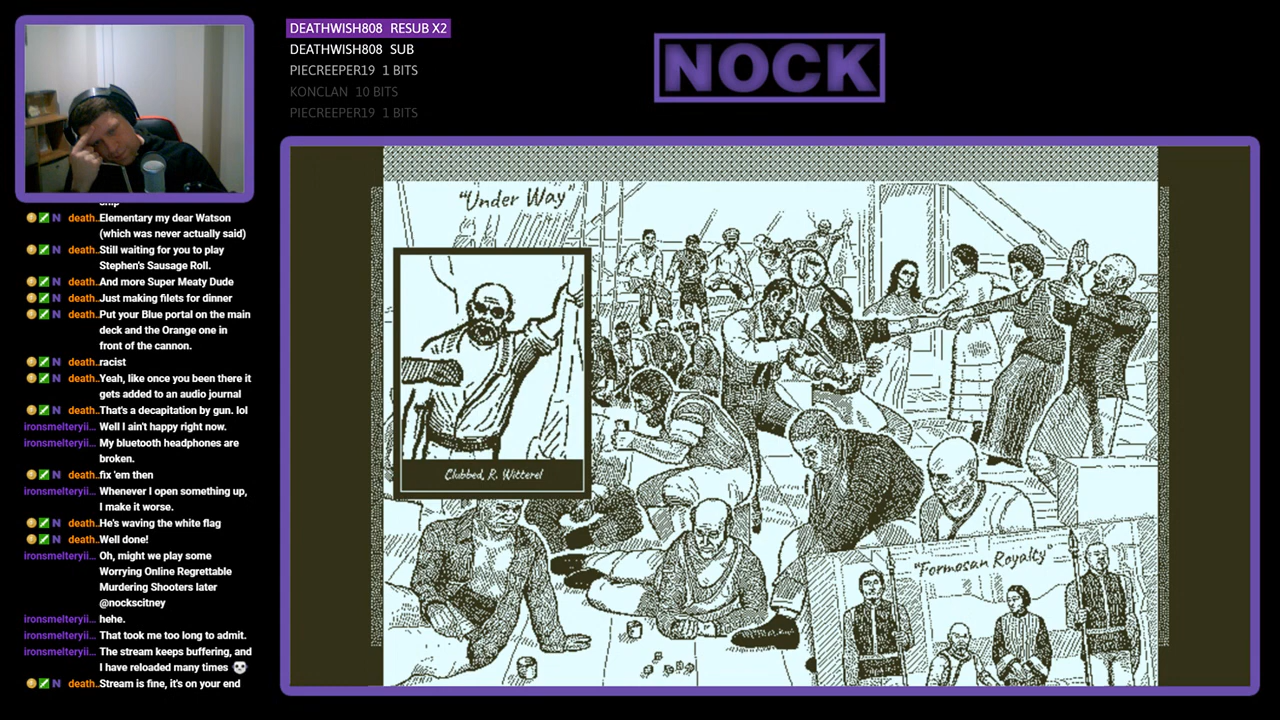 DEATHWISH808 RESUB X2
DEATHWISH808 SUB
PIECREEPER19 1 BITS
KONCLAN 10 BITS
PIECREEPER19 1 BITS
NOCK
N death..Elementary my dear Watson
(which was never actually said)
N death..Still waiting for you to play
Stephen's Sausage Roll.
N death..And more Super Meaty Dude
N death..Just making filets for dinner
N death..Put your Blue portal on the main
deck and the Orange one in
front of the cannon.
N death..racist
N death..Yeah, like once you been there it
gets added to an audio journal
N death..That's a decapitation by gun. lol
ironsmelteryii... Well I ain't happy right now.
ironsmelteryii... My bluetooth headphones are
broken.
N death..fix 'em then
ironsmelteryii... Whenever I open something up,
I make it worse.
N death..He's waving the white flag
N death..Well done!
ironsmelteryii... Oh, might we play some
Worrying Online Regrettable
Murdering Shooters later
@nockscitney
ironsmelteryii... hehe.
ironsmelteryii... That took me too long to admit.
ironsmelteryii... The stream keeps buffering, and
I have reloaded many times 💀
N death..Stream is fine, it's on your end
"Under Way"
Clubbed, R. Witterel
"Formosan Royalty"